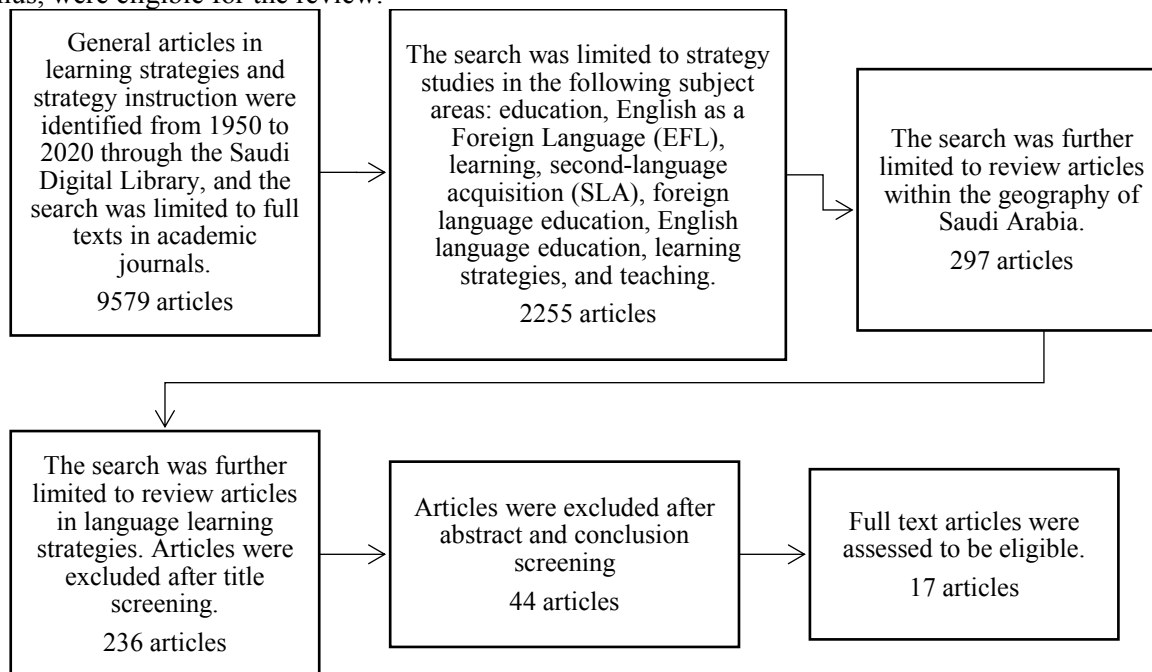 nus, were eligible for the review.
General articles in
learning strategies and
strategy instruction were
identified from 1950 to
2020 through the Saudi
Digital Library, and the
search was limited to full
texts in academic
journals.
9579 articles
The search was limited to strategy
studies in the following subject
areas: education, English as a
Foreign Language (EFL),
learning, second-language
acquisition (SLA), foreign
language education, English
language education, learning
strategies, and teaching.
2255 articles
The search was further
limited to review articles
within the geography of
Saudi Arabia.
297 articles
The search was further
limited to review articles
in language learning
strategies. Articles were
excluded after title
screening.
236 articles
Articles were excluded after
abstract and conclusion
screening
44 articles
Full text articles were
assessed to be eligible.
17 articles